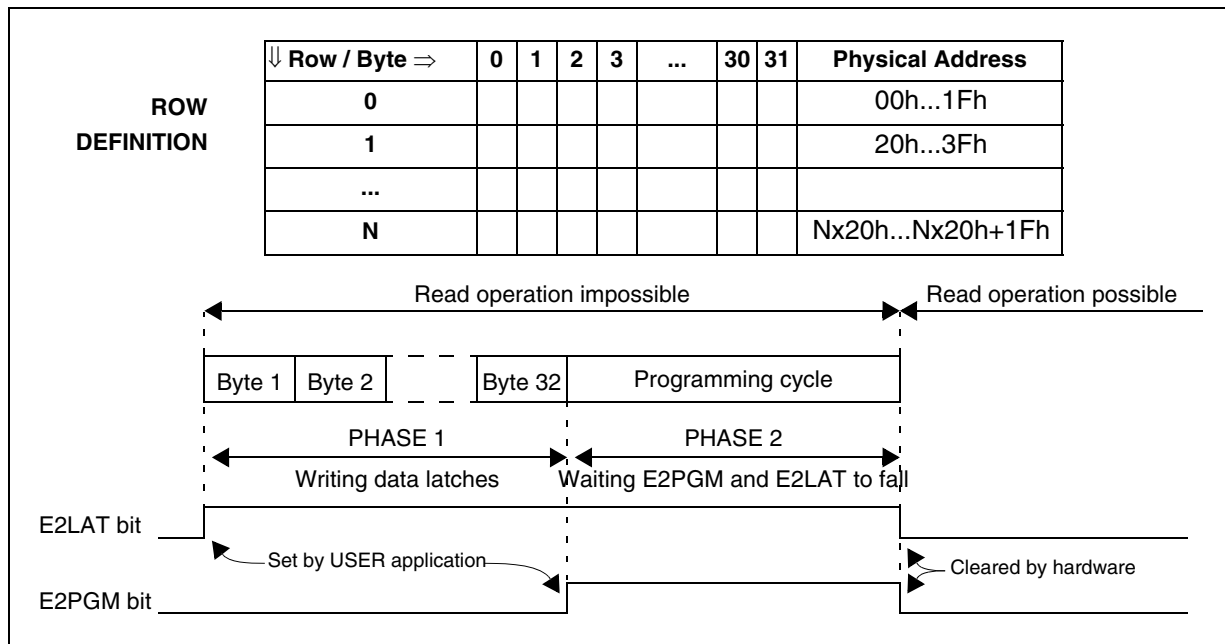 ⇓ Row / Byte ⇒ 0 1 2 3 ... 30 31 Physical Address
ROW
DEFINITION
0 00h...1Fh
1 20h...3Fh
...
N Nx20h...Nx20h+1Fh
Read operation impossible Read operation possible
Byte 1 Byte 2 Byte 32 Programming cycle
PHASE 1 PHASE 2
Writing data latches Waiting E2PGM and E2LAT to fall
E2LAT bit
Set by USER application Cleared by hardware
E2PGM bit